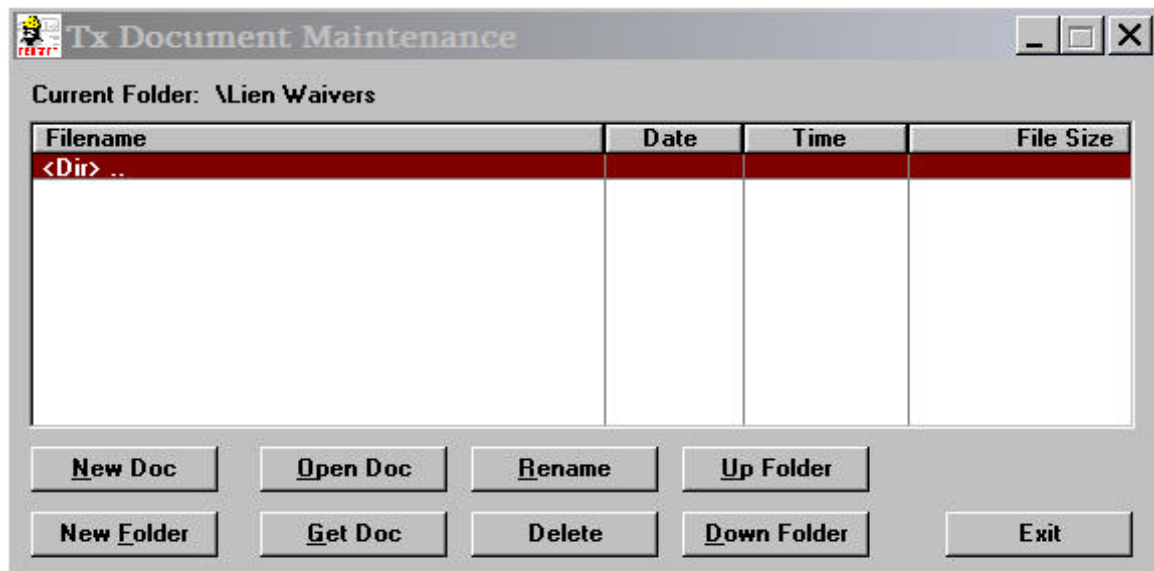 Tx Document Maintenance
Current Folder: \Lien Waivers
Filename Date Time File Size
<Dir> ..
New Doc Open Doc Rename Up Folder
New Folder Get Doc Delete Down Folder Exit